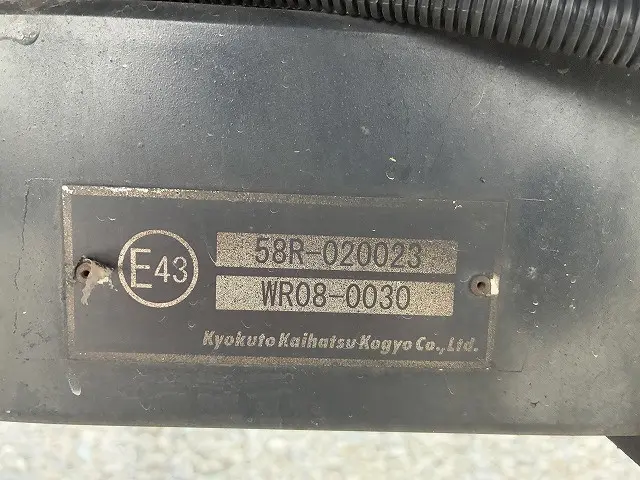 E43
58R-020023
WR08-0030
Kyokuto Kaihatsu Kogyo Co., Ltd.